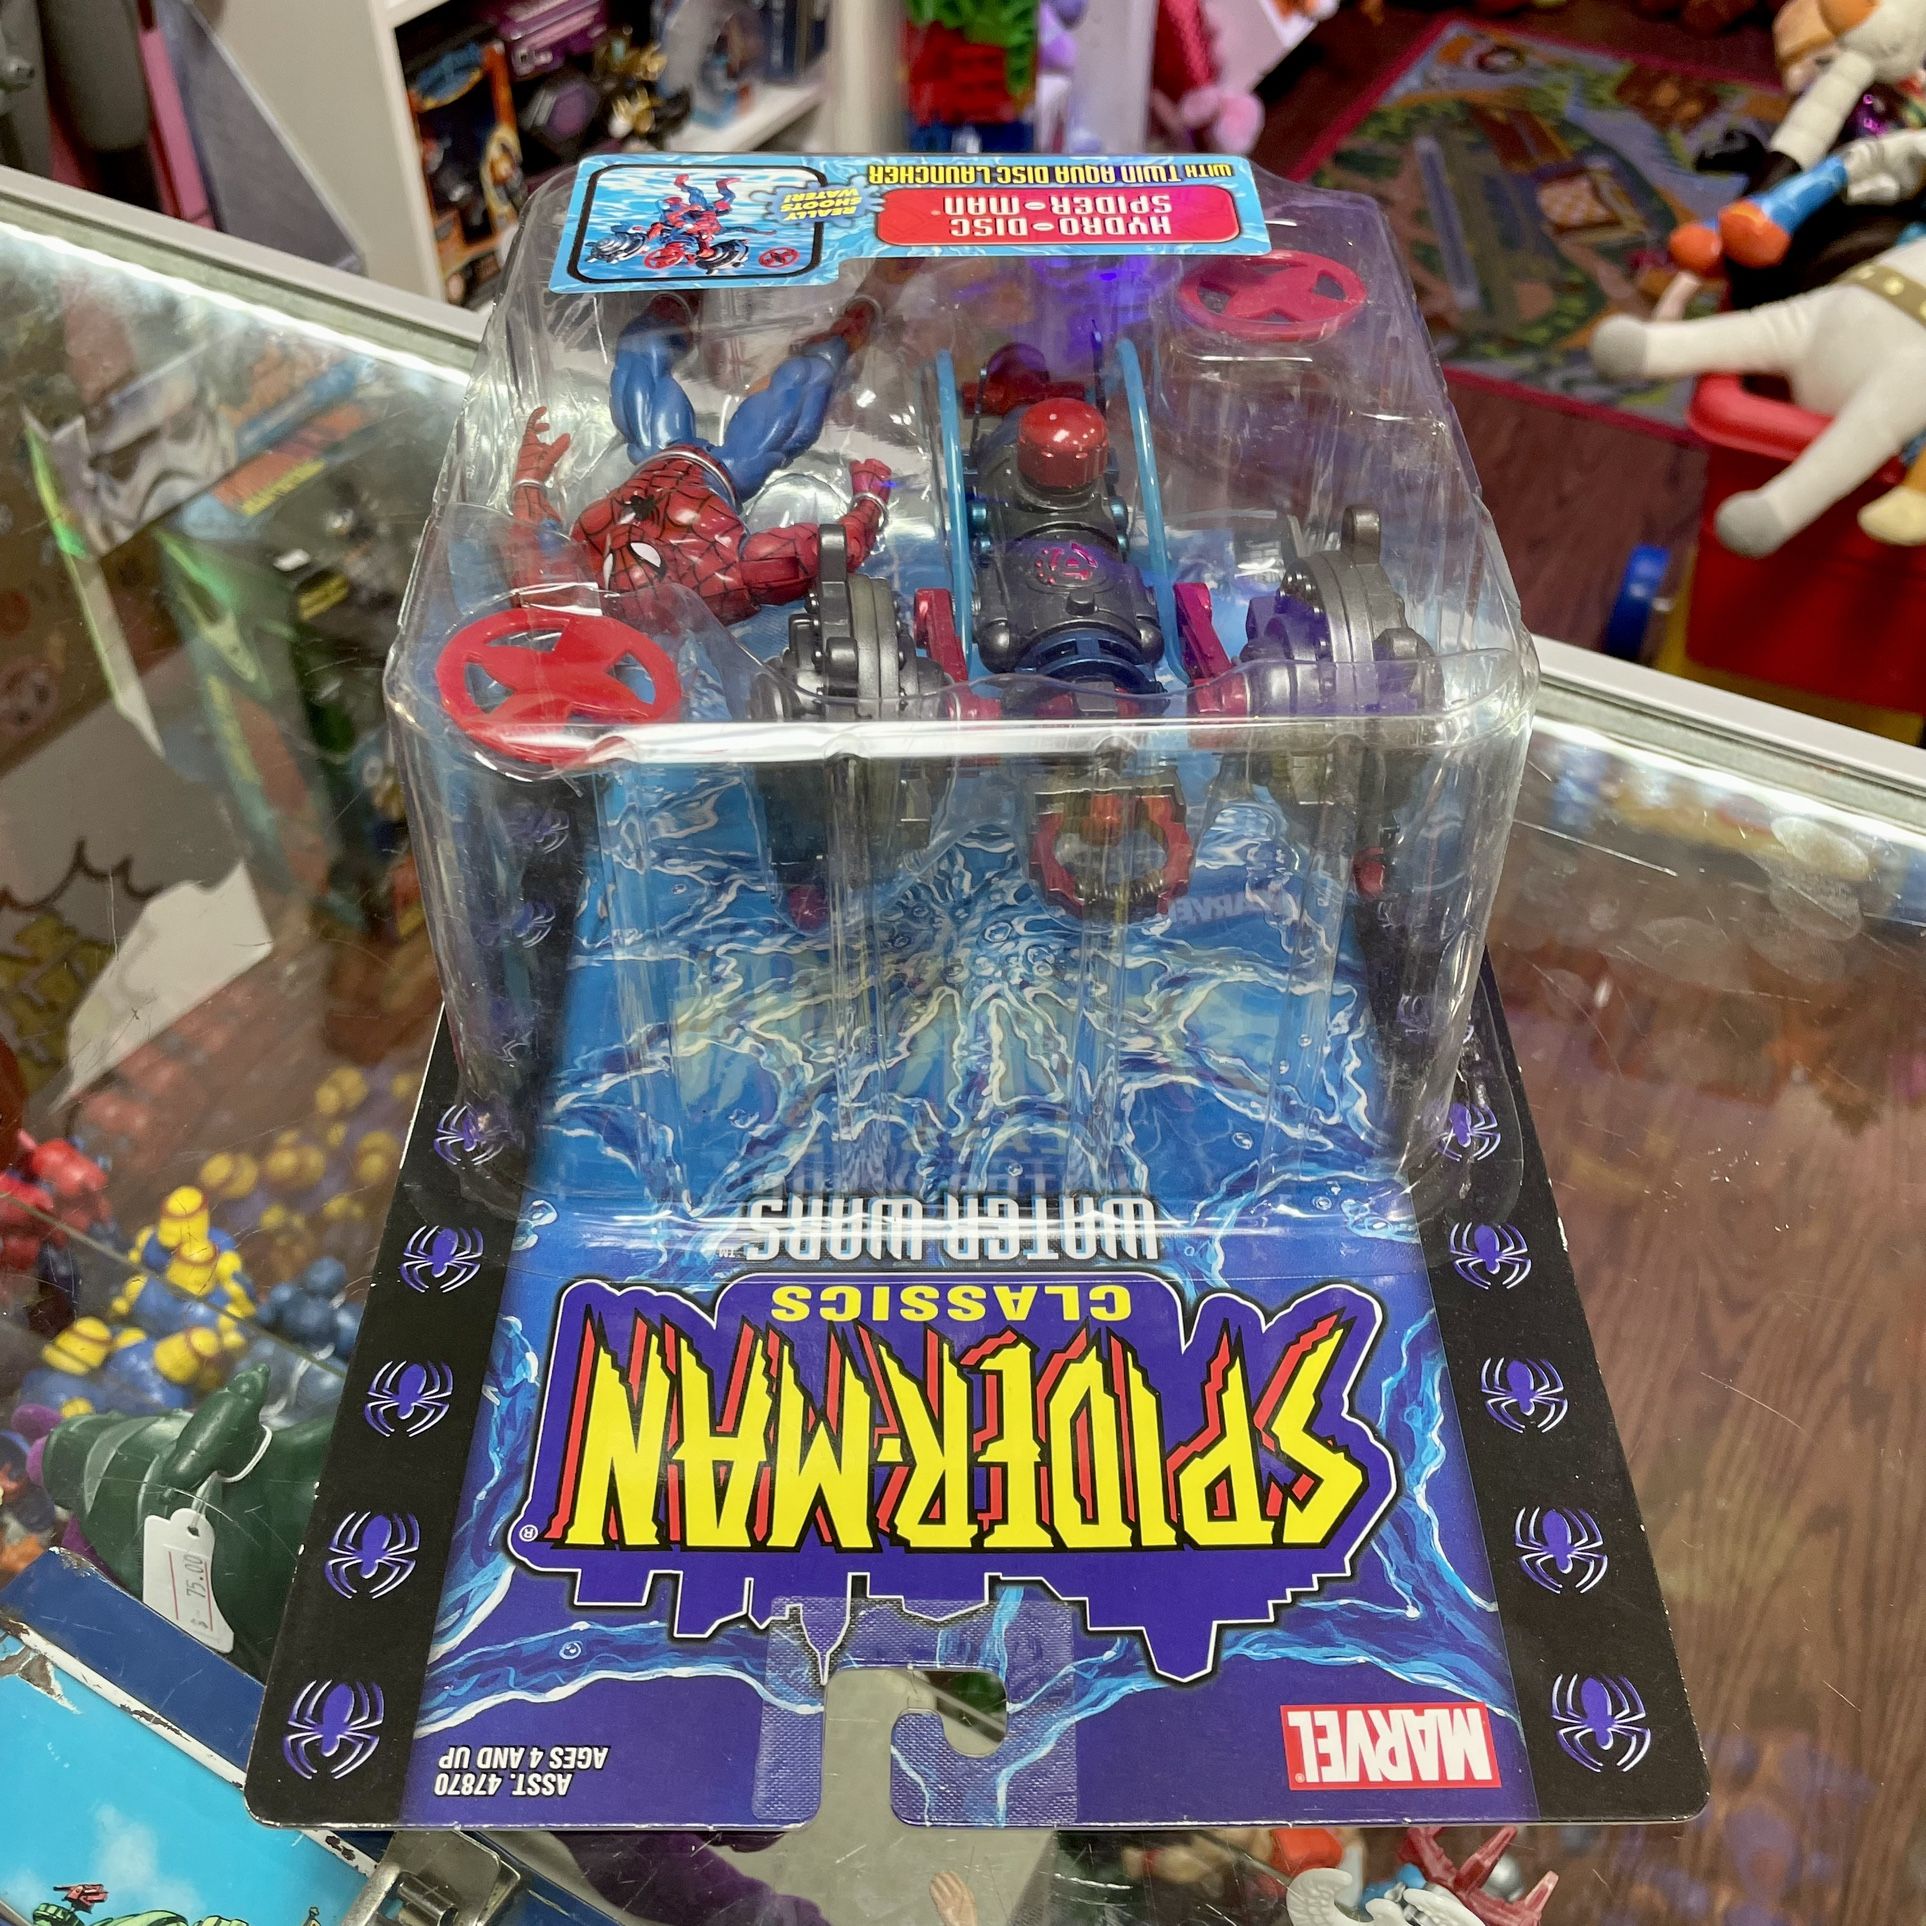 MARVEL®
ASST. 47870
AGES 4 AND UP
SPIDER-MAN®
CLASSICS
WATER WARS™
HYDRO-DISC
SPIDER-MAN®
WITH TWIN AQUA DISC LAUNCHER
REALLY
SHOOTS
WATER!
$ 75.00